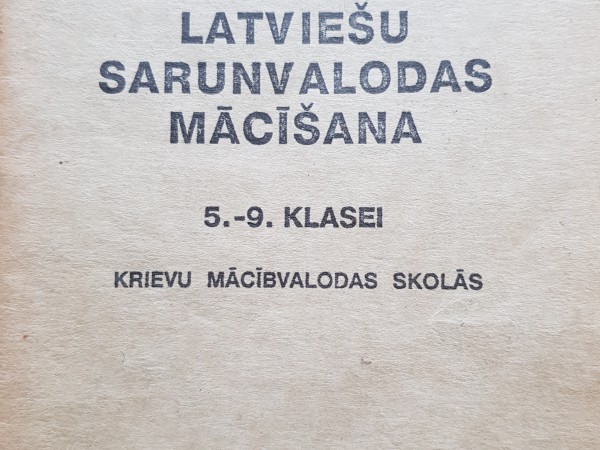 LATVIEŠU
SARUNVALODAS
MĀCĪŠANA
5.-9. KLASEI
KRIEVU MĀCĪBVALODAS SKOLĀS